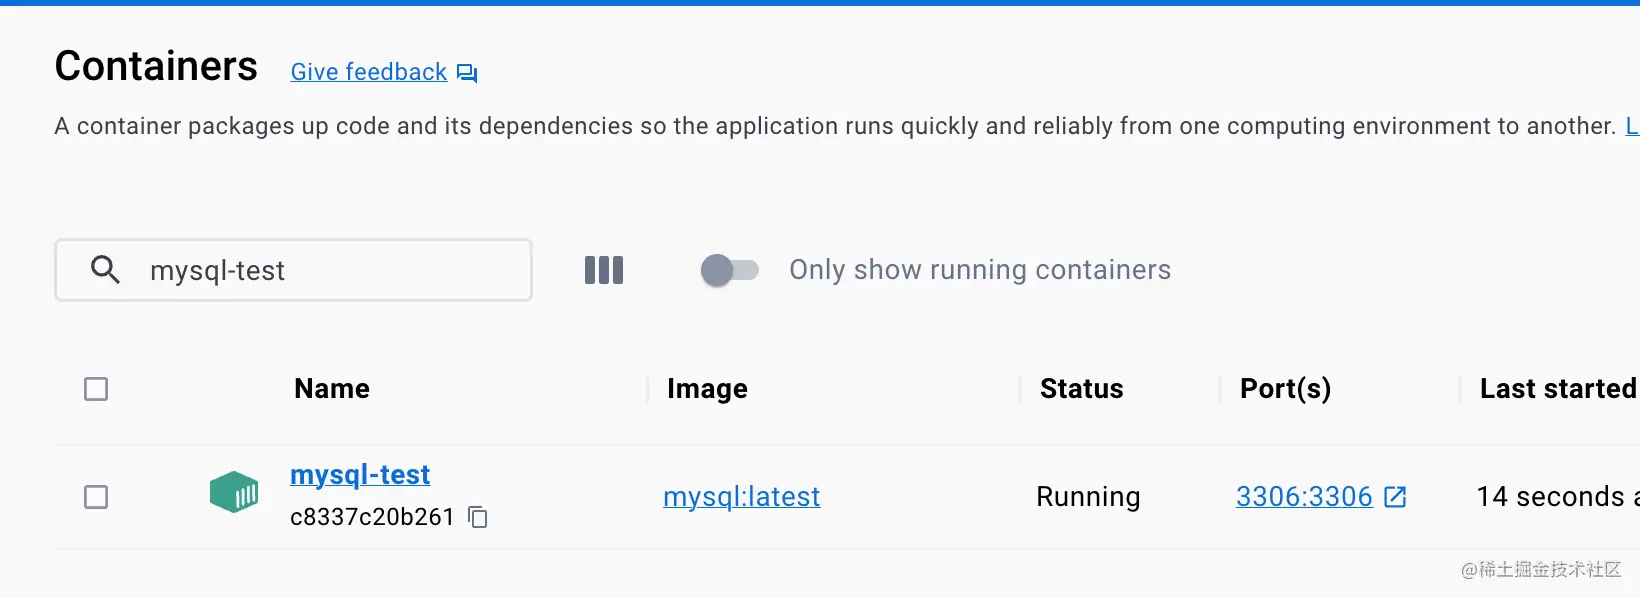 Containers Give feedback
A container packages up code and its dependencies so the application runs quickly and reliably from one computing environment to another. L
mysql-test Only show running containers
Name Image Status Port(s) Last started
mysql-test
c8337c20b261 mysql:latest Running 3306:3306 14 seconds a
@稀土掘金技术社区